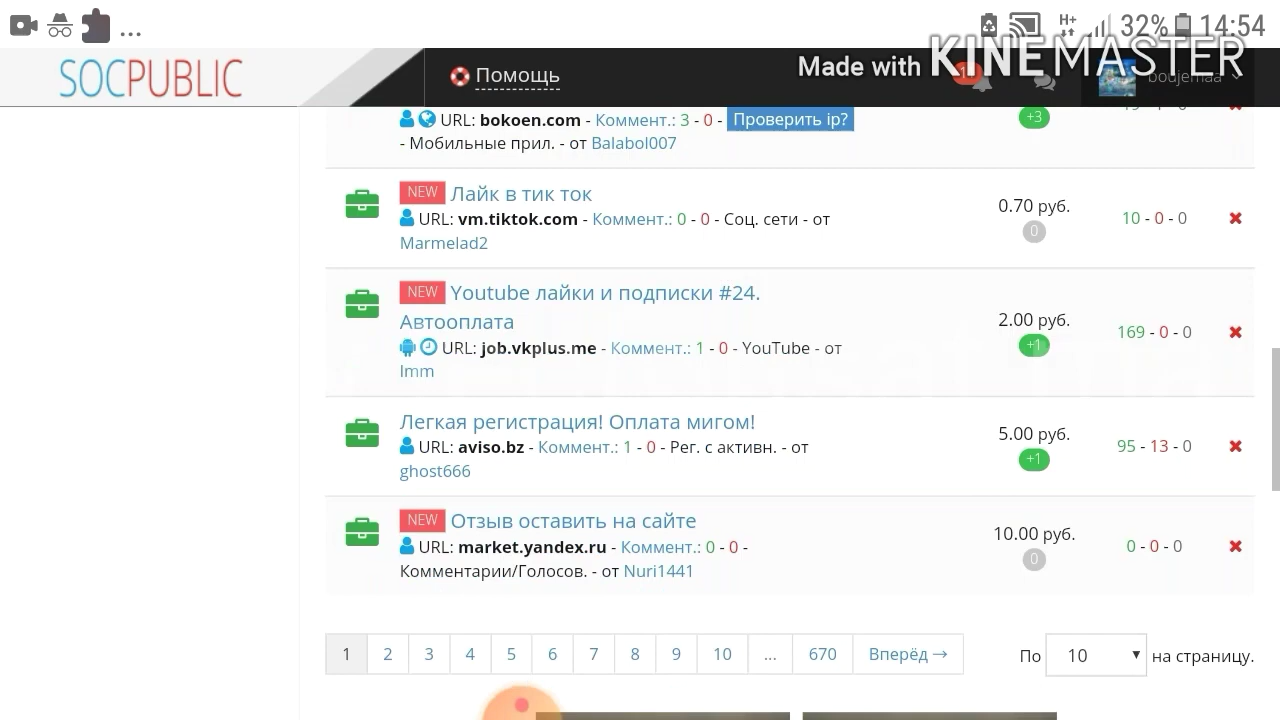 ... H+ 32% 14:54
Made with KINEMASTER
SOCPUBLIC Помощь boujemaa
URL: bokoen.com - Коммент.: 3 - 0 - Проверить ip? +3
- Мобильные прил. - от Balabol007
NEW Лайк в тик ток
URL: vm.tiktok.com - Коммент.: 0 - 0 - Соц. сети - от 0.70 руб. 0 10 - 0 - 0
Marmelad2
NEW Youtube лайки и подписки #24.
Автооплата
URL: job.vkplus.me - Коммент.: 1 - 0 - YouTube - от 2.00 руб. +1 169 - 0 - 0
lmm
Легкая регистрация! Оплата мигом!
URL: aviso.bz - Коммент.: 1 - 0 - Рег. с активн. - от 5.00 руб. +1 95 - 13 - 0
ghost666
NEW Отзыв оставить на сайте
URL: market.yandex.ru - Коммент.: 0 - 0 - 10.00 руб. 0 0 - 0 - 0
Комментарии/Голосов. - от Nuri1441
1 2 3 4 5 6 7 8 9 10 ... 670 Вперёд → По 10 на страницу.